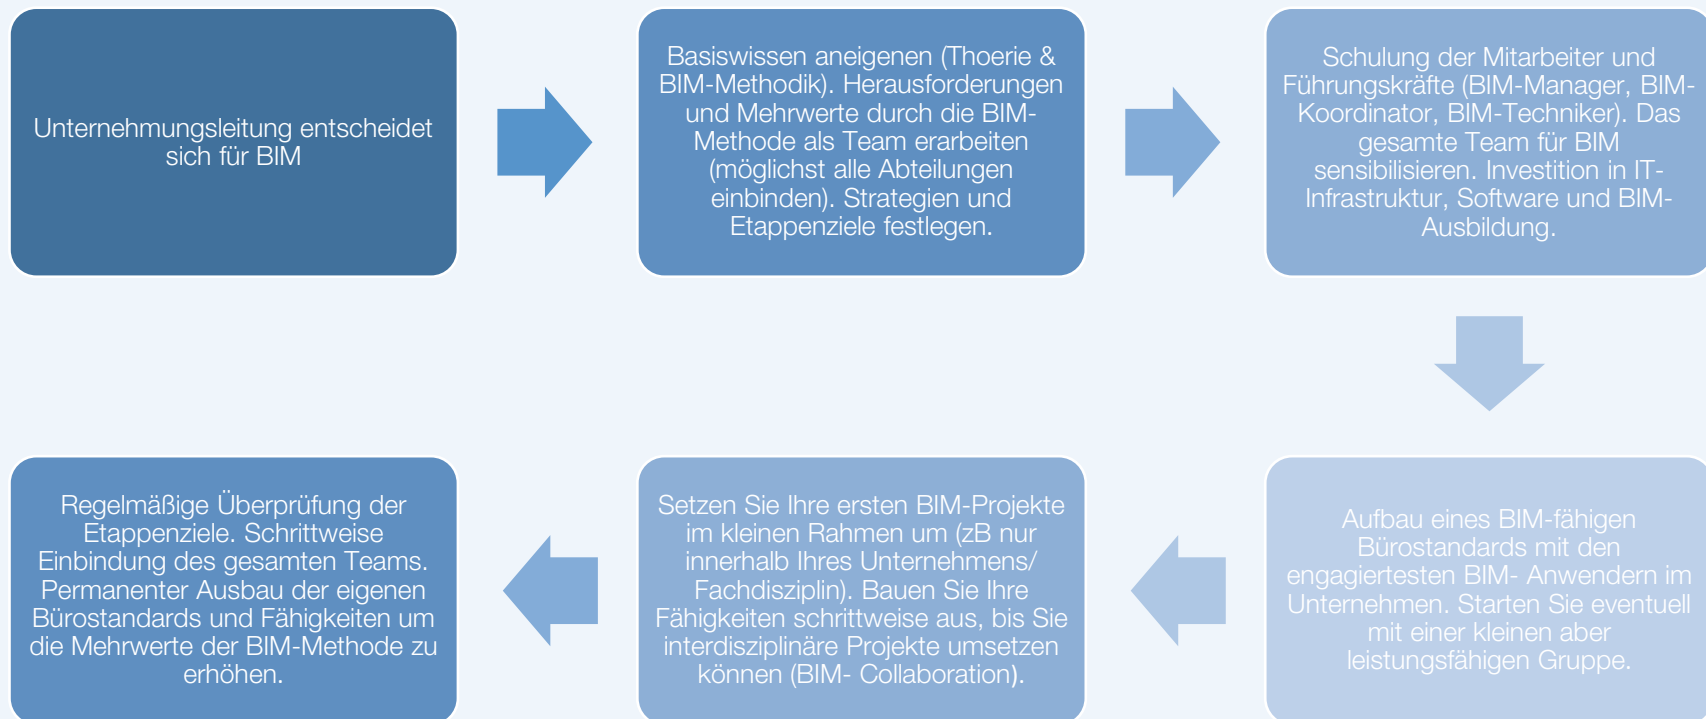 Unternehmungsleitung entscheidet
sich für BIM
Basiswissen aneigenen (Thoerie &
BIM-Methodik). Herausforderungen
und Mehrwerte durch die BIM-
Methode als Team erarbeiten
(möglichst alle Abteilungen
einbinden). Strategien und
Etappenziele festlegen.
Schulung der Mitarbeiter und
Führungskräfte (BIM-Manager, BIM-
Koordinator, BIM-Techniker). Das
gesamte Team für BIM
sensibilisieren. Investition in IT-
Infrastruktur, Software und BIM-
Ausbildung.
Aufbau eines BIM-fähigen
Bürostandards mit den
engagiertesten BIM- Anwendern im
Unternehmen. Starten Sie eventuell
mit einer kleinen aber
leistungsfähigen Gruppe.
Setzen Sie Ihre ersten BIM-Projekte
im kleinen Rahmen um (zB nur
innerhalb Ihres Unternehmens/
Fachdisziplin). Bauen Sie Ihre
Fähigkeiten schrittweise aus, bis Sie
interdisziplinäre Projekte umsetzen
können (BIM- Collaboration).
Regelmäßige Überprüfung der
Etappenziele. Schrittweise
Einbindung des gesamten Teams.
Permanenter Ausbau der eigenen
Bürostandards und Fähigkeiten um
die Mehrwerte der BIM-Methode zu
erhöhen.